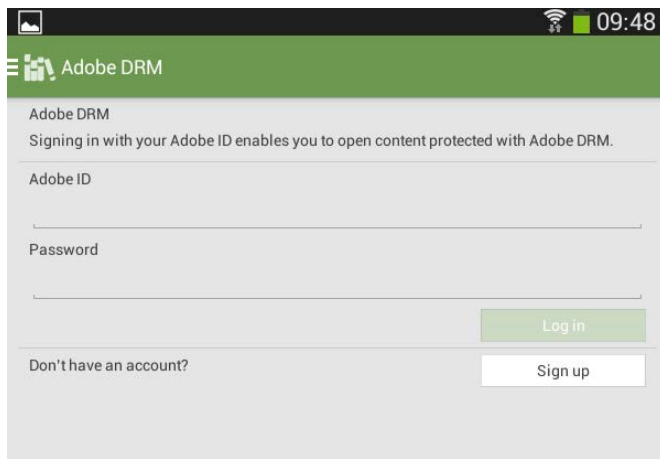 09:48
Adobe DRM
Adobe DRM
Signing in with your Adobe ID enables you to open content protected with Adobe DRM.
Adobe ID
Password
Log in
Don't have an account?
Sign up